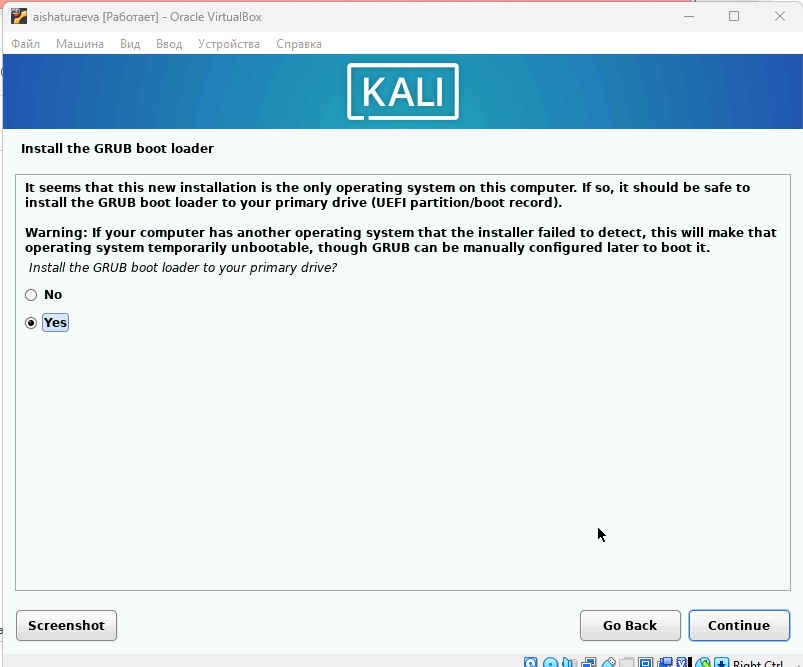 aishaturaeva [Работает] - Oracle VirtualBox
Файл Машина Вид Ввод Устройства Справка
KALI
Install the GRUB boot loader
It seems that this new installation is the only operating system on this computer. If so, it should be safe to
install the GRUB boot loader to your primary drive (UEFI partition/boot record).
Warning: If your computer has another operating system that the installer failed to detect, this will make that
operating system temporarily unbootable, though GRUB can be manually configured later to boot it.
Install the GRUB boot loader to your primary drive?
No
Yes
Screenshot Go Back Continue
Right Ctrl